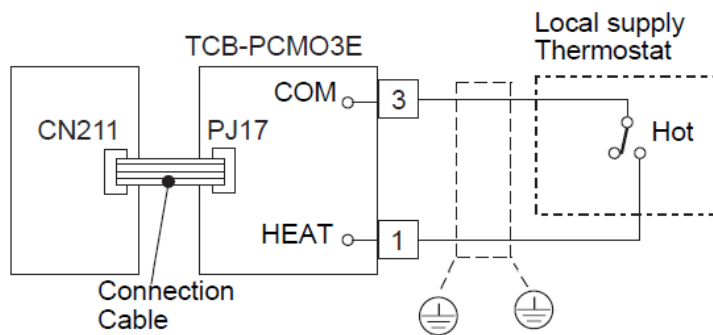 Local supply
Thermostat
TCB-PCMO3E
COM
3
CN211
PJ17
Hot
HEAT
1
Connection
Cable